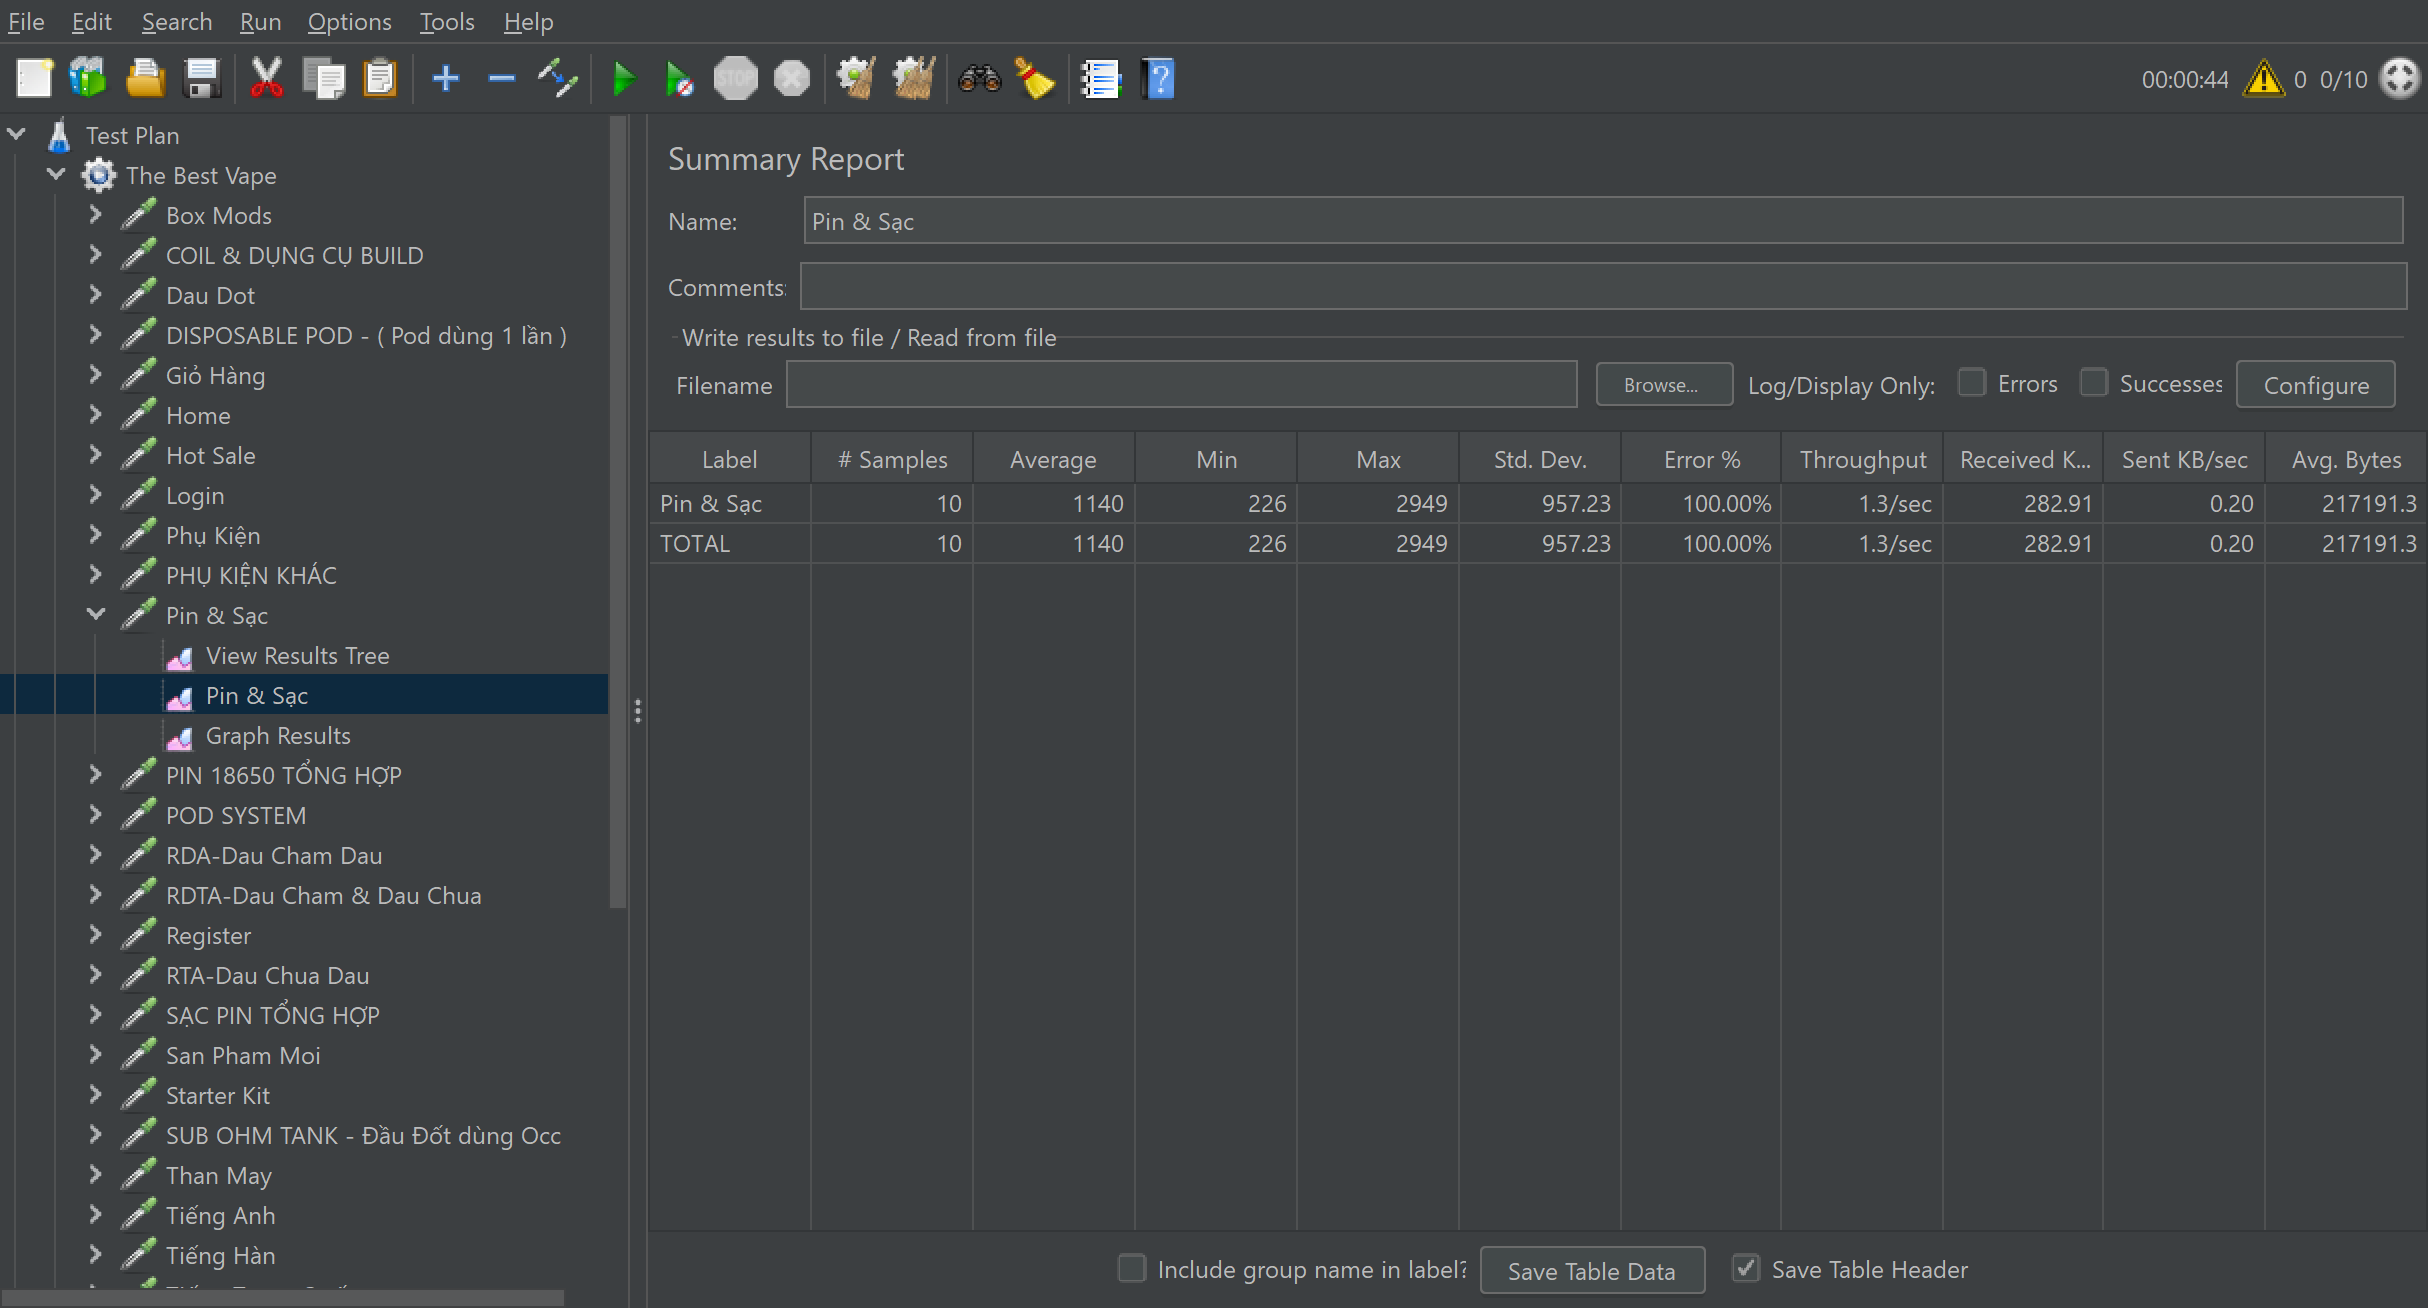 File Edit Search Run Options Tools Help
STOP
00:00:44 0 0/10
Test Plan
The Best Vape
Box Mods
COIL & DỤNG CỤ BUILD
Dau Dot
DISPOSABLE POD - ( Pod dùng 1 lần )
Giỏ Hàng
Home
Hot Sale
Login
Phụ Kiện
PHỤ KIỆN KHÁC
Pin & Sạc
View Results Tree
Pin & Sạc
Graph Results
PIN 18650 TỔNG HỢP
POD SYSTEM
RDA-Dau Cham Dau
RDTA-Dau Cham & Dau Chua
Register
RTA-Dau Chua Dau
SẠC PIN TỔNG HỢP
San Pham Moi
Starter Kit
SUB OHM TANK - Đầu Đốt dùng Occ
Than May
Tiếng Anh
Tiếng Hàn
Summary Report
Name: Pin & Sạc
Comments:
Write results to file / Read from file
Filename Browse... Log/Display Only: Errors Successes Configure
Label # Samples Average Min Max Std. Dev. Error % Throughput Received K... Sent KB/sec Avg. Bytes
Pin & Sạc 10 1140 226 2949 957.23 100.00% 1.3/sec 282.91 0.20 217191.3
TOTAL 10 1140 226 2949 957.23 100.00% 1.3/sec 282.91 0.20 217191.3
Include group name in label? Save Table Data Save Table Header